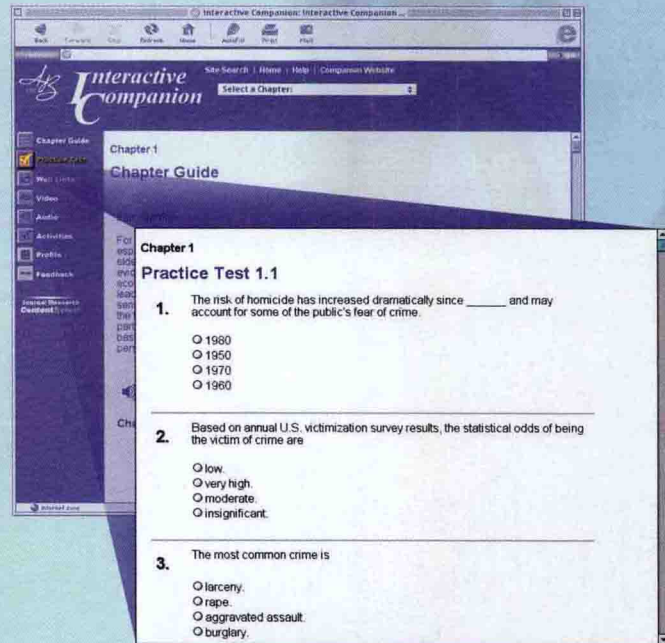 Interactive Companion: Interactive Companion ...
Back Forward Stop Refresh Home AutoFill Print Mail
Interactive
Companion
Site Search | Home | Help | Companion Website
Select a Chapter:
Chapter Guide
Practice Tests
Web Links
Video
Audio
Activities
Profile
Feedback
Chapter 1
Chapter Guide
For
Internet zone
Chapter 1
Practice Test 1.1
1. The risk of homicide has increased dramatically since ______ and may
account for some of the public's fear of crime.
1980
1950
1970
1960
2. Based on annual U.S. victimization survey results, the statistical odds of being
the victim of crime are
low.
very high.
moderate.
insignificant.
3. The most common crime is
larceny.
rape.
aggravated assault.
burglary.